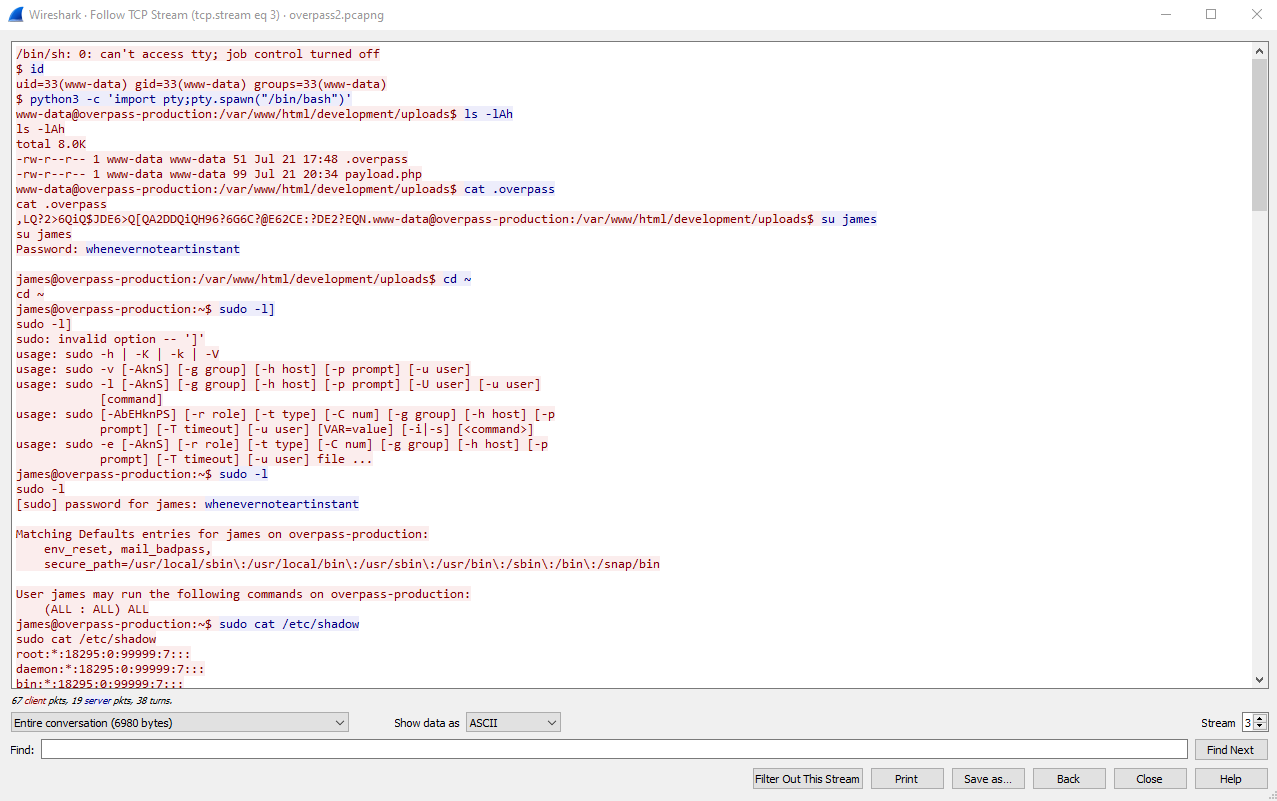 Wireshark · Follow TCP Stream (tcp.stream eq 3) · overpass2.pcapng
/bin/sh: 0: can't access tty; job control turned off
$ id
uid=33(www-data) gid=33(www-data) groups=33(www-data)
$ python3 -c 'import pty;pty.spawn("/bin/bash")'
www-data@overpass-production:/var/www/html/development/uploads$ ls -lAh
ls -lAh
total 8.0K
-rw-r--r-- 1 www-data www-data 51 Jul 21 17:48 .overpass
-rw-r--r-- 1 www-data www-data 99 Jul 21 20:34 payload.php
www-data@overpass-production:/var/www/html/development/uploads$ cat .overpass
cat .overpass
,LQ?2>6QiQ$JDE6>Q[QA2DDQiQH96?6G6C?@E62CE:?DE2?EQN.www-data@overpass-production:/var/www/html/development/uploads$ su james
su james
Password: whenevernoteartinstant
james@overpass-production:/var/www/html/development/uploads$ cd ~
cd ~
james@overpass-production:~$ sudo -l]
sudo -l]
sudo: invalid option -- ']'
usage: sudo -h | -K | -k | -V
usage: sudo -v [-AknS] [-g group] [-h host] [-p prompt] [-u user]
usage: sudo -l [-AknS] [-g group] [-h host] [-p prompt] [-U user] [-u user]
[command]
usage: sudo [-AbEHknPS] [-r role] [-t type] [-C num] [-g group] [-h host] [-p
prompt] [-T timeout] [-u user] [VAR=value] [-i|-s] [<command>]
usage: sudo -e [-AknS] [-r role] [-t type] [-C num] [-g group] [-h host] [-p
prompt] [-T timeout] [-u user] file ...
james@overpass-production:~$ sudo -l
sudo -l
[sudo] password for james: whenevernoteartinstant
Matching Defaults entries for james on overpass-production:
env_reset, mail_badpass,
secure_path=/usr/local/sbin\:/usr/local/bin\:/usr/sbin\:/usr/bin\:/sbin\:/bin\:/snap/bin
User james may run the following commands on overpass-production:
(ALL : ALL) ALL
james@overpass-production:~$ sudo cat /etc/shadow
sudo cat /etc/shadow
root:*:18295:0:99999:7:::
daemon:*:18295:0:99999:7:::
bin:*:18295:0:99999:7:::
67 client pkts, 19 server pkts, 38 turns.
Entire conversation (6980 bytes) Show data as ASCII Stream 3
Find: Find Next
Filter Out This Stream Print Save as... Back Close Help